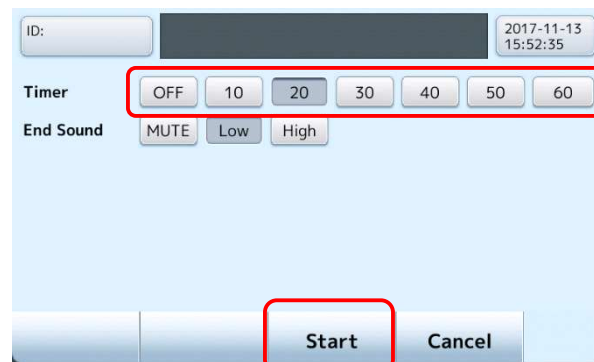 ID:
2017-11-13
15:52:35
Timer OFF 10 20 30 40 50 60
End Sound MUTE Low High
Start Cancel